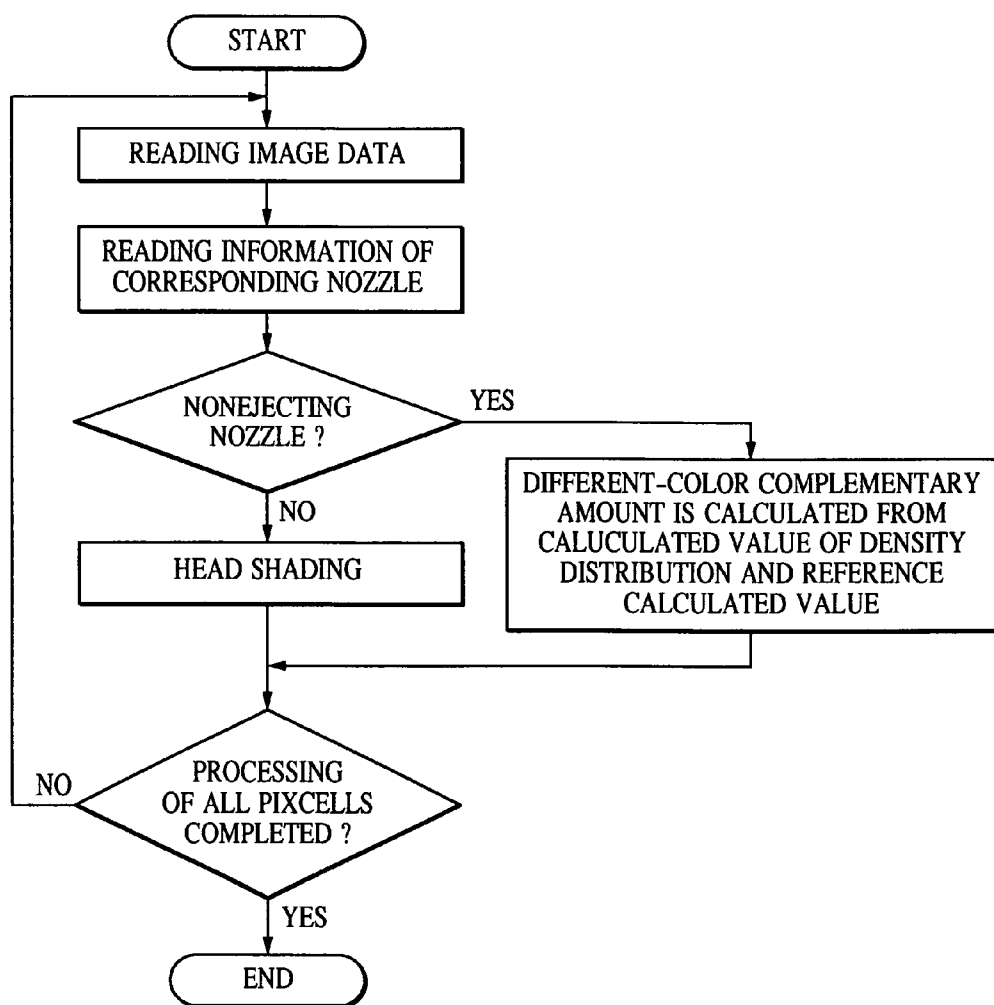 START
READING IMAGE DATA
READING INFORMATION OF
CORRESPONDING NOZZLE
NONEJECTING
NOZZLE ?
YES
NO
DIFFERENT-COLOR COMPLEMENTARY
AMOUNT IS CALCULATED FROM
CALUCULATED VALUE OF DENSITY
DISTRIBUTION AND REFERENCE
CALCULATED VALUE
HEAD SHADING
NO
PROCESSING
OF ALL PIXCELLS
COMPLETED ?
YES
END